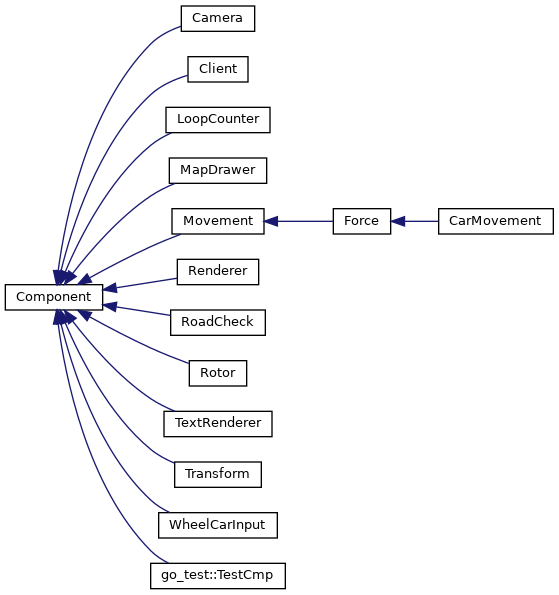 Camera
Client
LoopCounter
MapDrawer
Movement
Force
CarMovement
Renderer
Component
RoadCheck
Rotor
TextRenderer
Transform
WheelCarInput
go_test::TestCmp